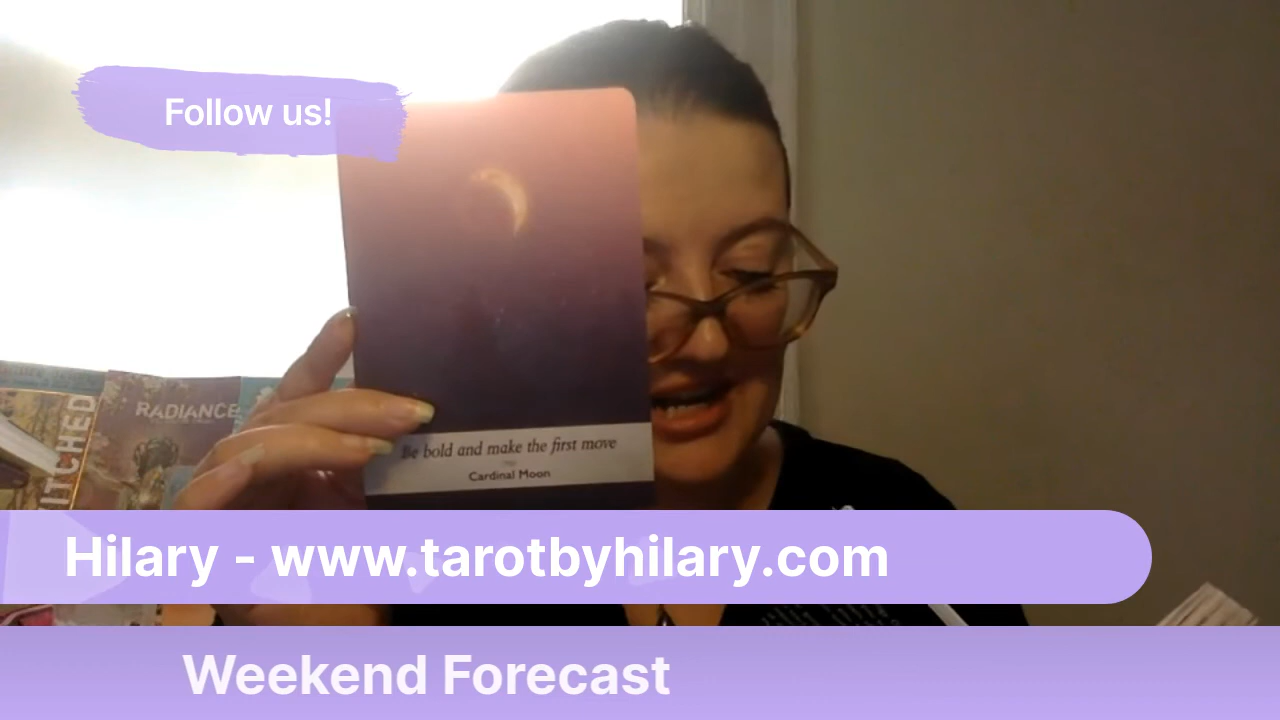 Follow us!
RADIANCE
ITCHED
Be bold and make the first move
Cardinal Moon
Hilary - www.tarotbyhilary.com
Weekend Forecast